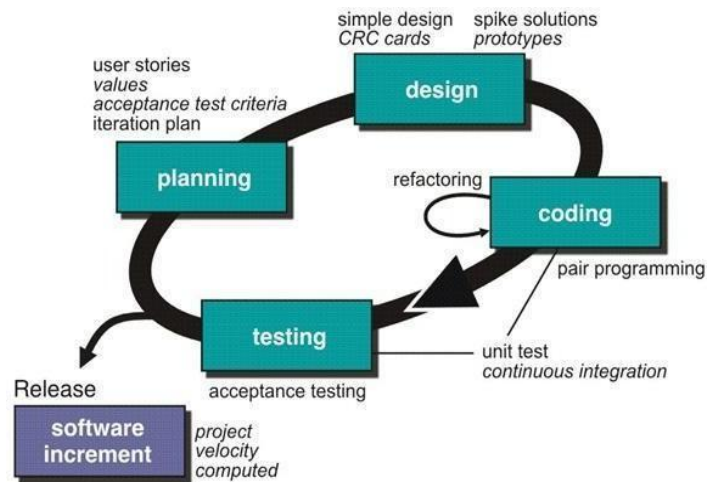 simple design
CRC cards
spike solutions
prototypes
user stories
values
acceptance test criteria
iteration plan
design
planning
refactoring
coding
pair programming
testing
unit test
continuous integration
acceptance testing
Release
software
increment
project
velocity
computed